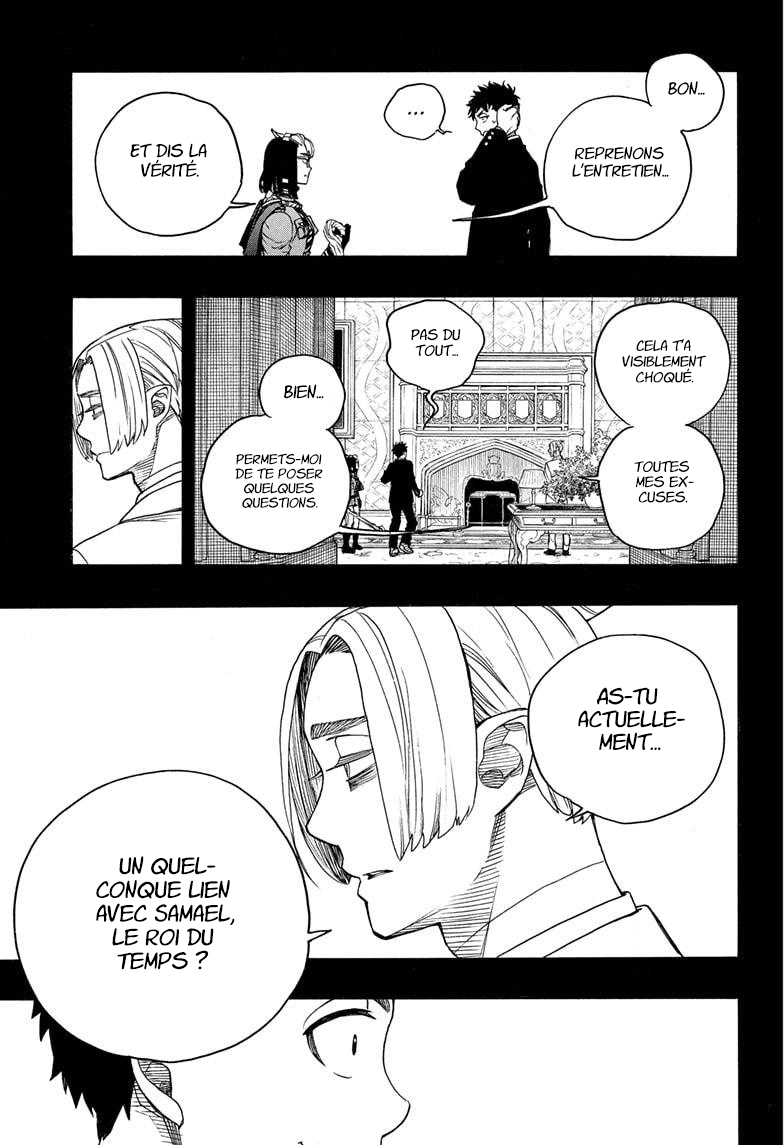 BON...
REPRENONS
L'ENTRETIEN...
...
ET DIS LA
VÉRITÉ.
CELA T'A
VISIBLEMENT
CHOQUÉ.
TOUTES
MES EX-
CUSES.
PAS DU
TOUT...
BIEN...
PERMETS-MOI
DE TE POSER
QUELQUES
QUESTIONS.
AS-TU
ACTUELLE-
MENT...
UN QUEL-
CONQUE LIEN
AVEC SAMAEL,
LE ROI DU
TEMPS ?